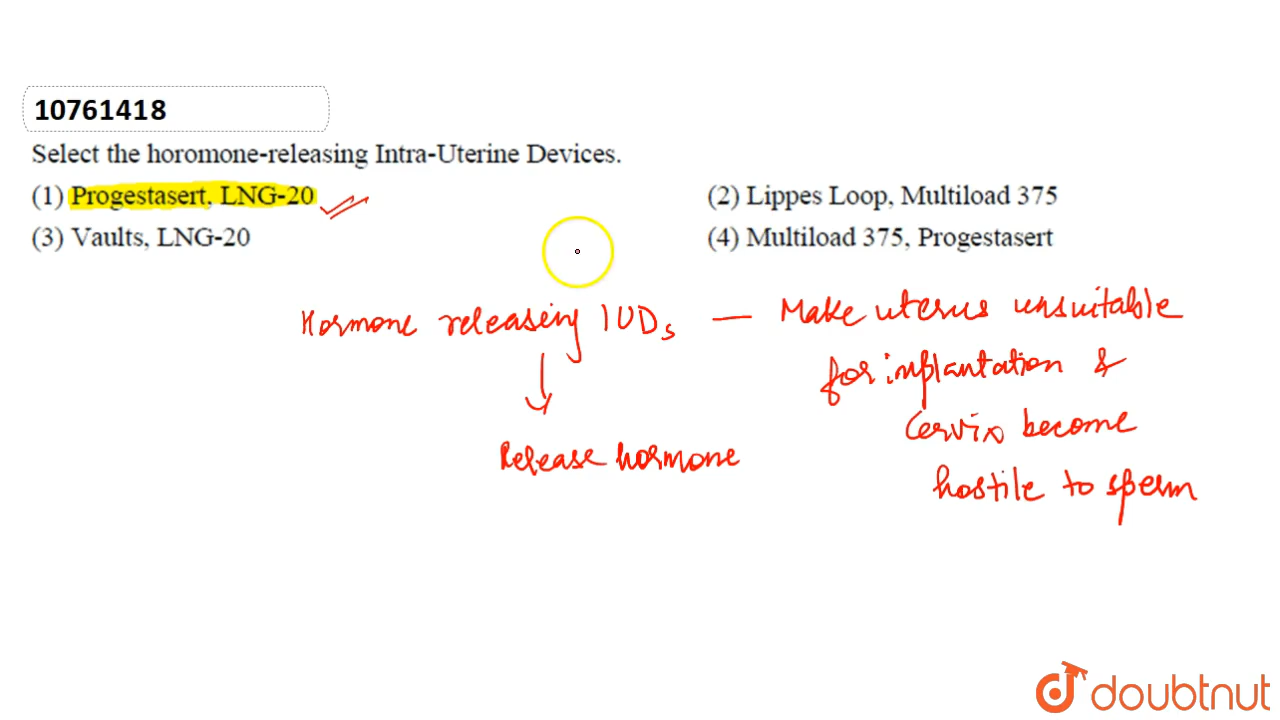 10761418
Select the horomone-releasing Intra-Uterine Devices.
(1) Progestasert, LNG-20 (2) Lippes Loop, Multiload 375
(3) Vaults, LNG-20 (4) Multiload 375, Progestasert
Hormone releasing IUDs — Make uterus unsuitable
for implantation &
Cervix become
Release hormone
hostile to sperm
doubtnut